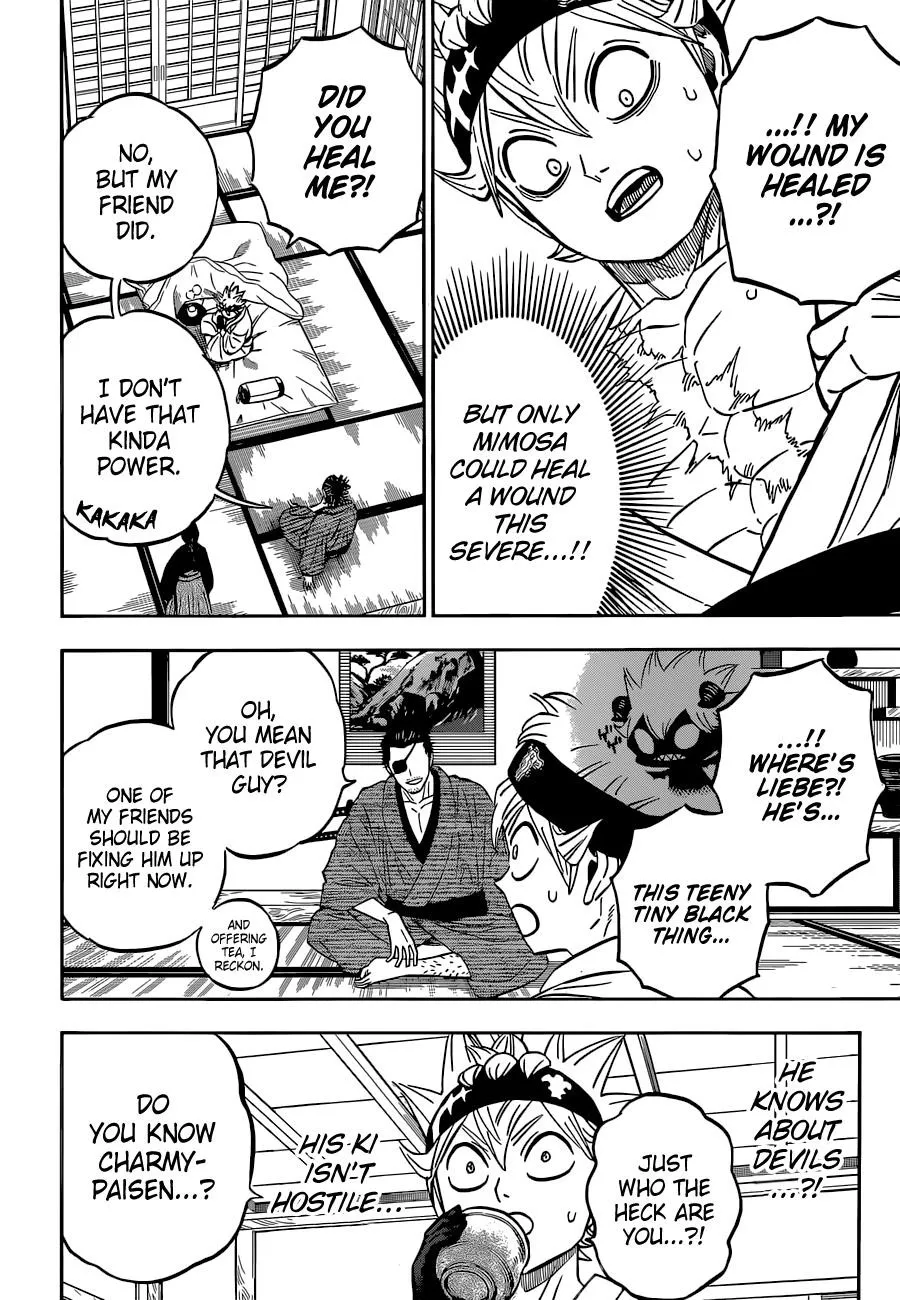 ...!! MY
WOUND IS
HEALED
...?!
BUT ONLY
MIMOSA
COULD HEAL
A WOUND
THIS
SEVERE...!!
DID
YOU
HEAL
ME?!
NO,
BUT MY
FRIEND
DID.
I DON'T
HAVE THAT
KINDA
POWER.
KAKAKA
...!!
WHERE'S
LIEBE?!
HE'S...
THIS TEENY
TINY BLACK
THING...
OH,
YOU MEAN
THAT DEVIL
GUY?
ONE OF
MY FRIENDS
SHOULD BE
FIXING HIM UP
RIGHT NOW.
AND
OFFERING
TEA, I
RECKON.
HE
KNOWS
ABOUT
DEVILS
...?!
JUST
WHO THE
HECK ARE
YOU...?!
HIS KI
ISN'T
HOSTILE...
DO
YOU KNOW
CHARMY-
PAISEN...?